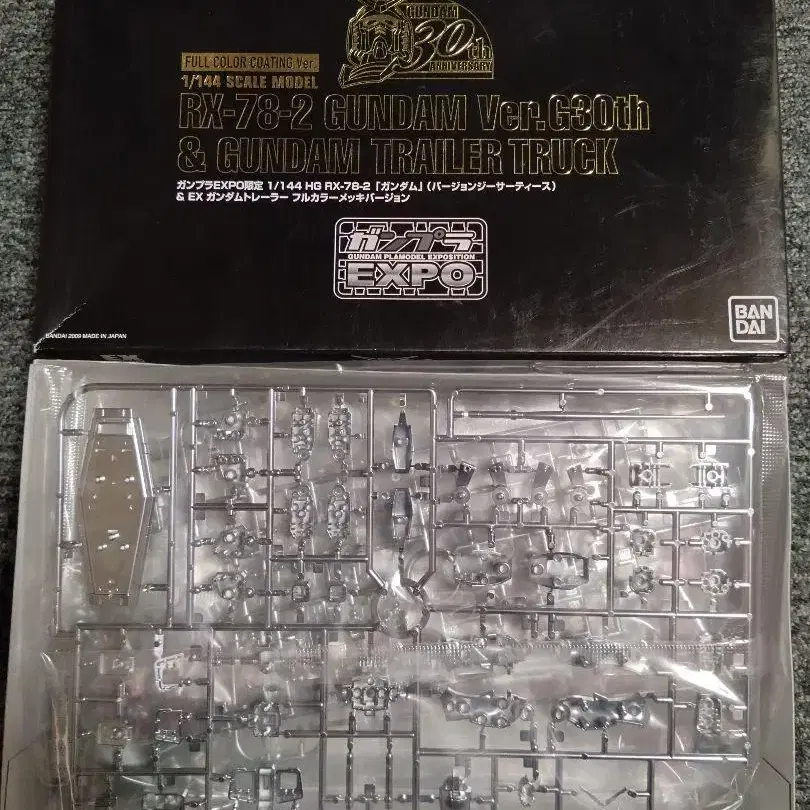 GUNDAM
30th
ANNIVERSARY
FULL COLOR COATING Ver.
1/144 SCALE MODEL
RX-78-2 GUNDAM Ver.G30th
& GUNDAM TRAILER TRUCK
ガンプラEXPO限定 1/144 HG RX-78-2「ガンダム」(バージョンジーサーティース)
& EX ガンダムトレーラー フルカラーメッキバージョン
ガンプラ
GUNDAM PLAMODEL EXPOSITION
EXPO
BAN
DAI
BANDAI 2009 MADE IN JAPAN